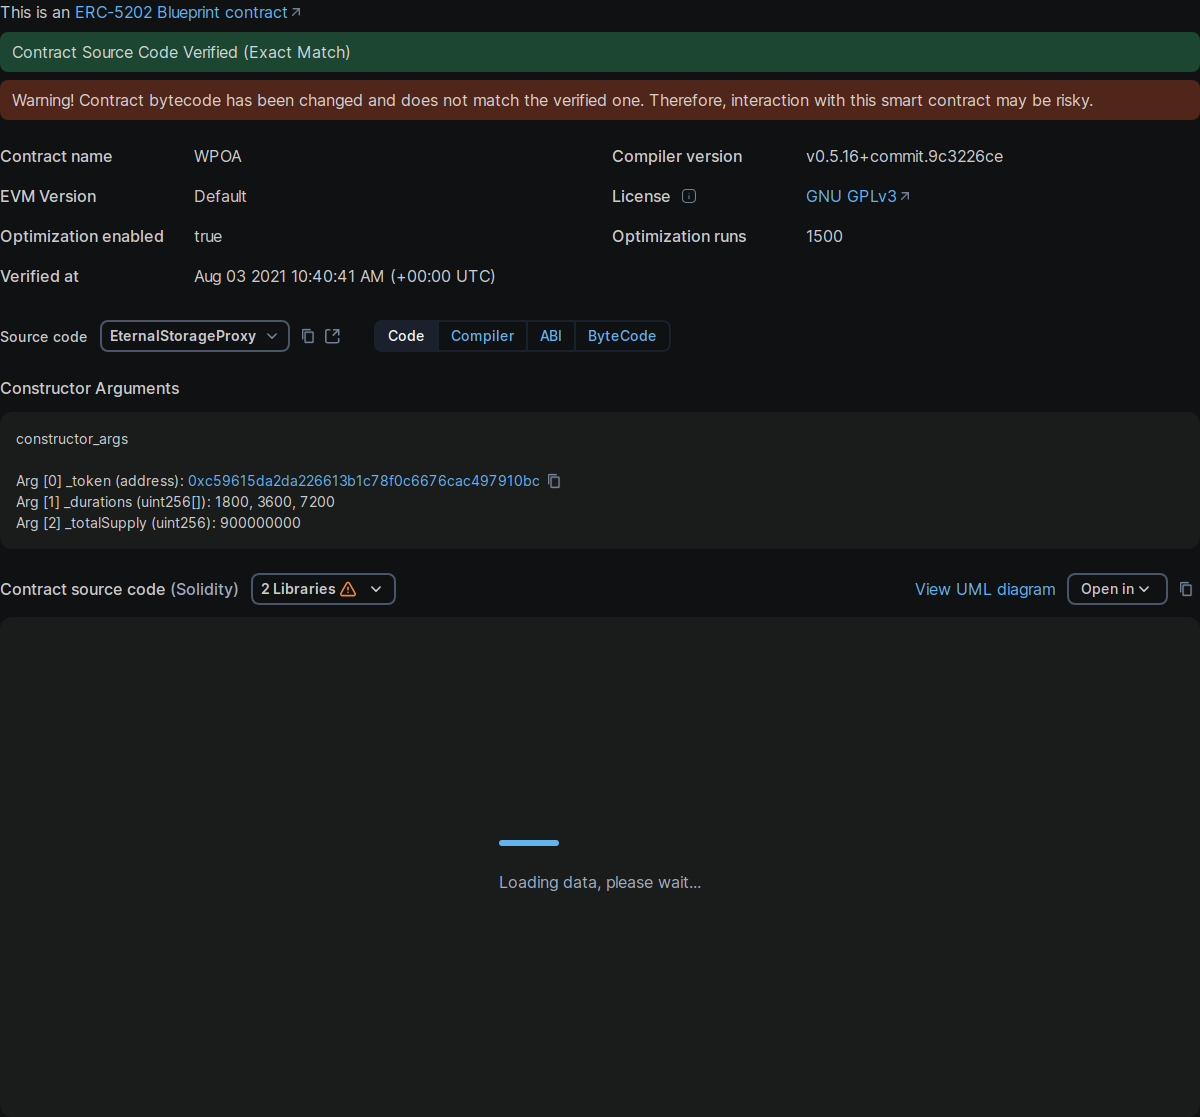 This is an ERC-5202 Blueprint contract
Contract Source Code Verified (Exact Match)
Warning! Contract bytecode has been changed and does not match the verified one. Therefore, interaction with this smart contract may be risky.
Contract name WPOA Compiler version v0.5.16+commit.9c3226ce
EVM Version Default License GNU GPLv3
Optimization enabled true Optimization runs 1500
Verified at Aug 03 2021 10:40:41 AM (+00:00 UTC)
Source code EternalStorageProxy Code Compiler ABI ByteCode
Constructor Arguments
constructor_args
Arg [0] _token (address): 0xc59615da2da226613b1c78f0c6676cac497910bc
Arg [1] _durations (uint256[]): 1800, 3600, 7200
Arg [2] _totalSupply (uint256): 900000000
Contract source code (Solidity) 2 Libraries View UML diagram Open in
Loading data, please wait...